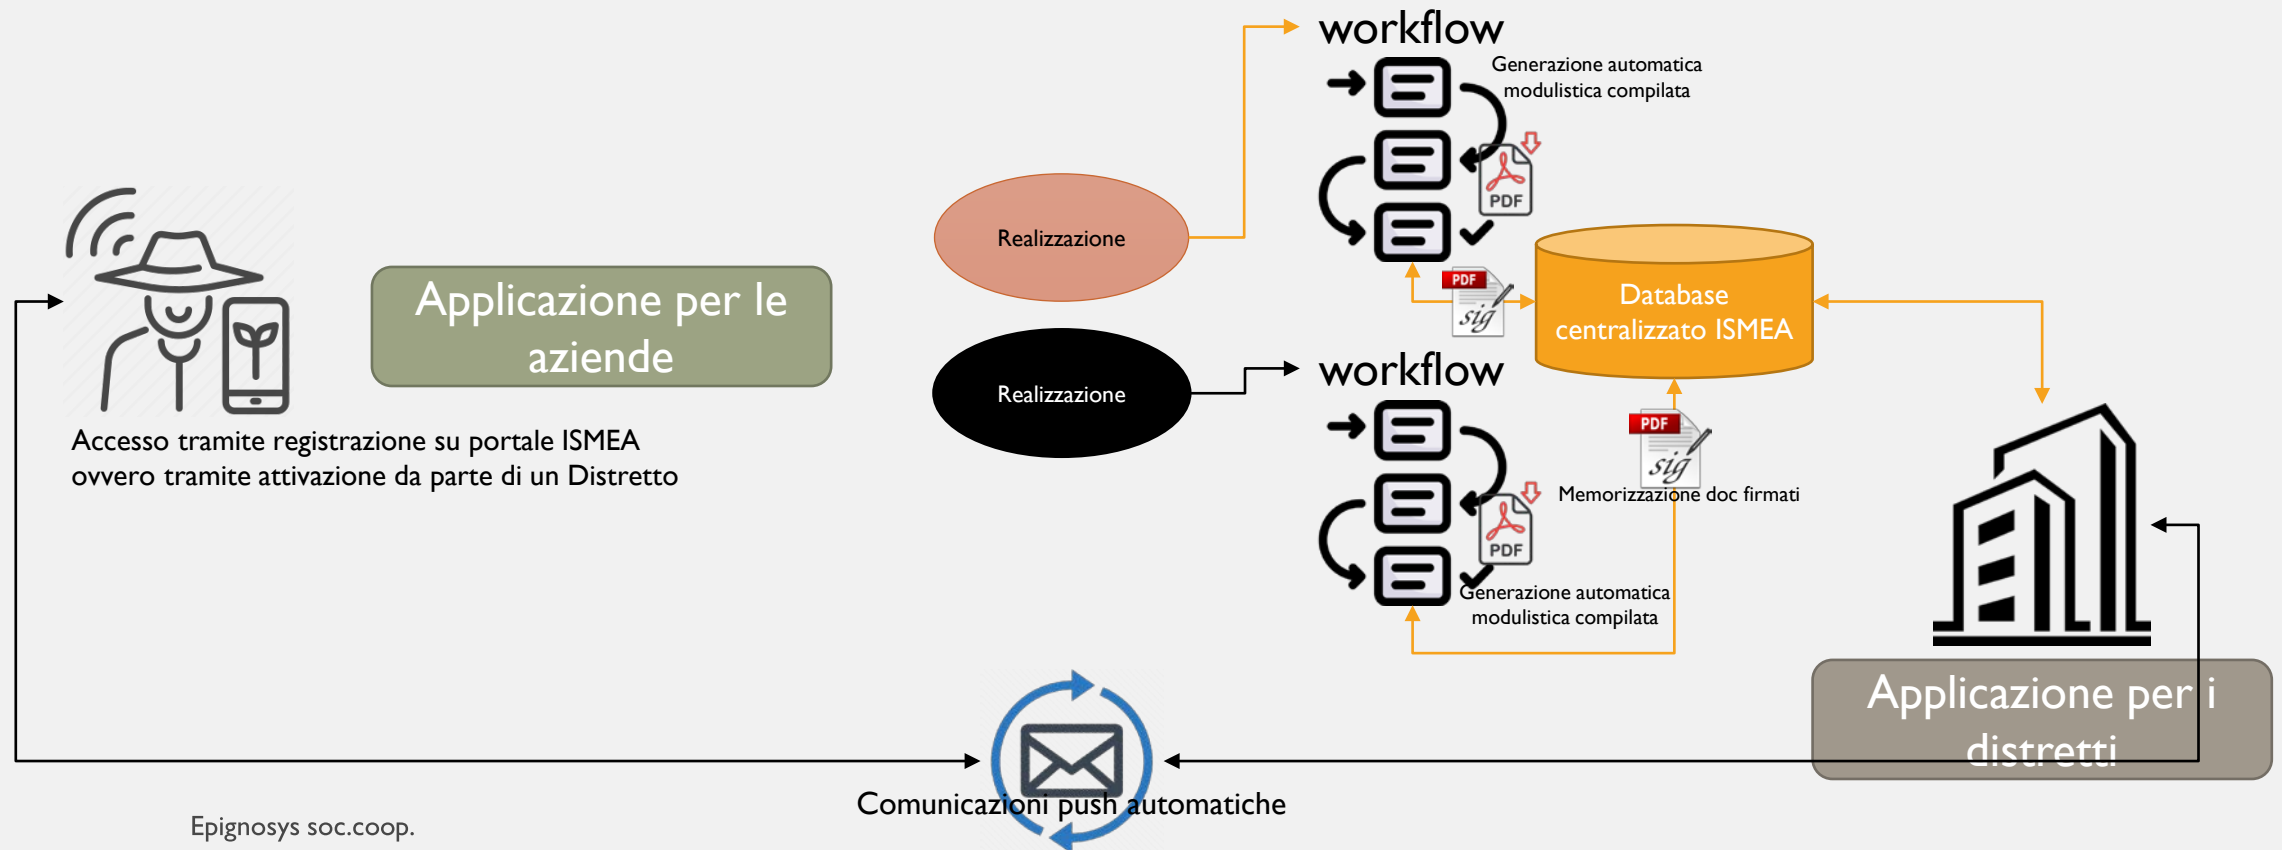 workflow
Generazione automatica
modulistica compilata
PDF
Realizzazione
Applicazione per le
aziende
PDF
sig
Database
centralizzato ISMEA
Realizzazione
workflow
Accesso tramite registrazione su portale ISMEA
ovvero tramite attivazione da parte di un Distretto
PDF
sig
Memorizzazione doc firmati
PDF
Generazione automatica
modulistica compilata
Applicazione per i
distretti
Comunicazioni push automatiche
Epignosys soc.coop.